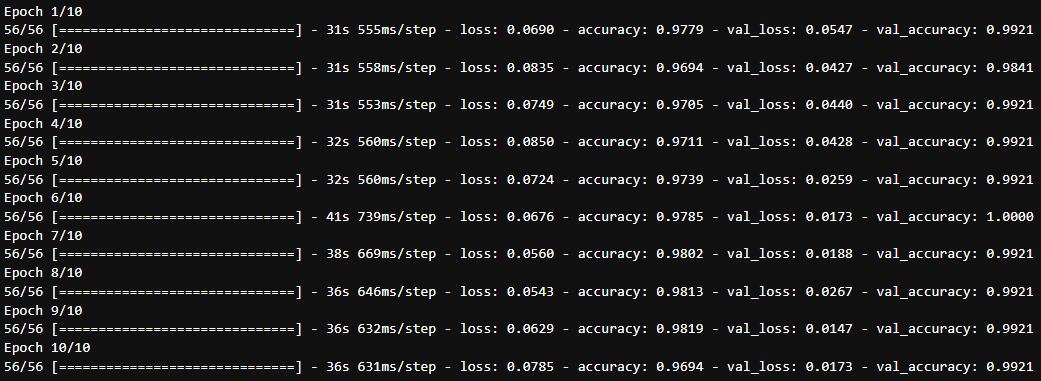 Epoch 1/10
56/56 [==============================] - 31s 555ms/step - loss: 0.0690 - accuracy: 0.9779 - val_loss: 0.0547 - val_accuracy: 0.9921
Epoch 2/10
56/56 [==============================] - 31s 558ms/step - loss: 0.0835 - accuracy: 0.9694 - val_loss: 0.0427 - val_accuracy: 0.9841
Epoch 3/10
56/56 [==============================] - 31s 553ms/step - loss: 0.0749 - accuracy: 0.9705 - val_loss: 0.0440 - val_accuracy: 0.9921
Epoch 4/10
56/56 [==============================] - 32s 560ms/step - loss: 0.0850 - accuracy: 0.9711 - val_loss: 0.0428 - val_accuracy: 0.9921
Epoch 5/10
56/56 [==============================] - 32s 560ms/step - loss: 0.0724 - accuracy: 0.9739 - val_loss: 0.0259 - val_accuracy: 0.9921
Epoch 6/10
56/56 [==============================] - 41s 739ms/step - loss: 0.0676 - accuracy: 0.9785 - val_loss: 0.0173 - val_accuracy: 1.0000
Epoch 7/10
56/56 [==============================] - 38s 669ms/step - loss: 0.0560 - accuracy: 0.9802 - val_loss: 0.0188 - val_accuracy: 0.9921
Epoch 8/10
56/56 [==============================] - 36s 646ms/step - loss: 0.0543 - accuracy: 0.9813 - val_loss: 0.0267 - val_accuracy: 0.9921
Epoch 9/10
56/56 [==============================] - 36s 632ms/step - loss: 0.0629 - accuracy: 0.9819 - val_loss: 0.0147 - val_accuracy: 0.9921
Epoch 10/10
56/56 [==============================] - 36s 631ms/step - loss: 0.0785 - accuracy: 0.9694 - val_loss: 0.0173 - val_accuracy: 0.9921